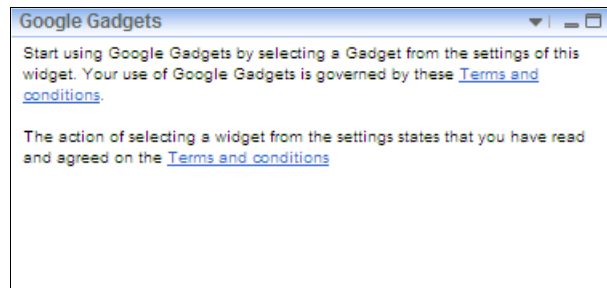 Google Gadgets
Start using Google Gadgets by selecting a Gadget from the settings of this
widget. Your use of Google Gadgets is governed by these Terms and
conditions.
The action of selecting a widget from the settings states that you have read
and agreed on the Terms and conditions